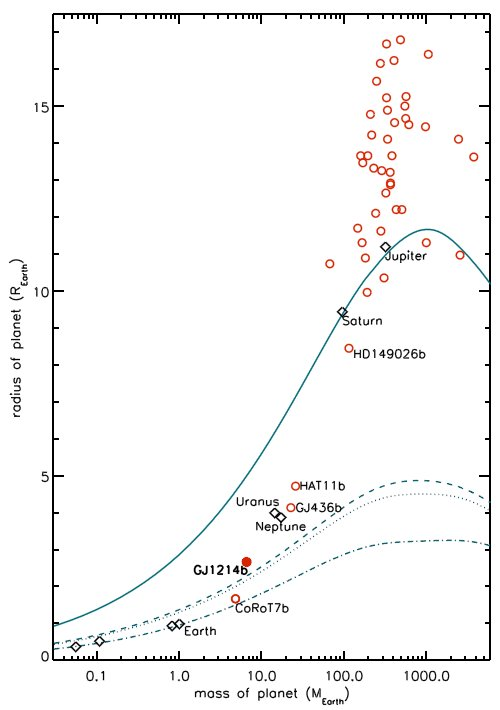 15
10
5
0
radius of planet (R_Earth)
Jupiter
Saturn
HD149026b
HAT11b
Uranus
GJ436b
Neptune
GJ1214b
CoRoT7b
Earth
0.1 1.0 10.0 100.0 1000.0
mass of planet (M_Earth)